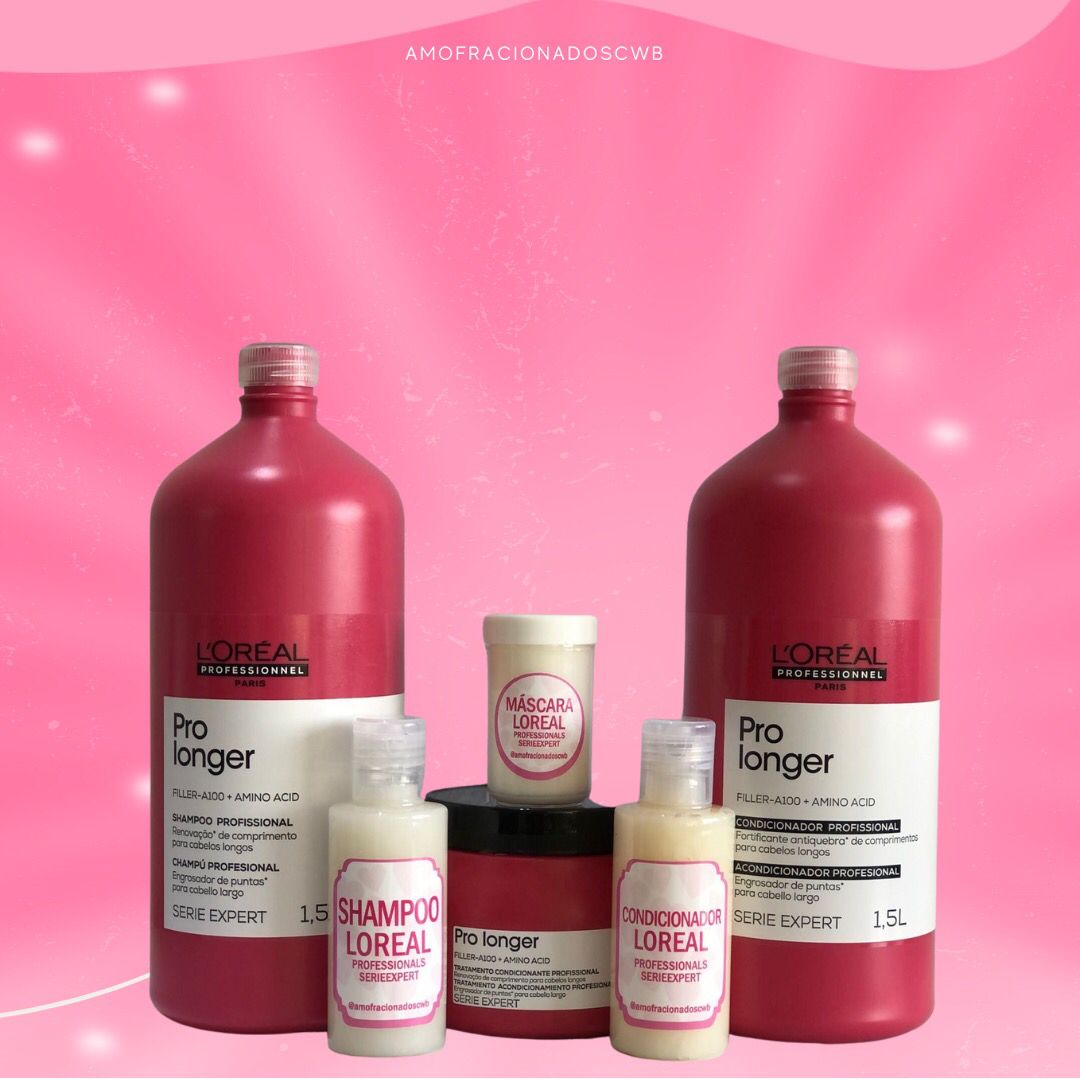 AMOFRACIONADOSCWB
L'ORÉAL
PROFESSIONNEL
PARIS
Pro
longer
FILLER-A100 + AMINO ACID
SHAMPOO PROFISSIONAL
Renovação* de comprimento
para cabelos longos
CHAMPÚ PROFESIONAL
Engrosador de puntas*
para cabello largo
SERIE EXPERT 1,5
SHAMPOO
LOREAL
PROFESSIONALS
SERIEEXPERT
@amofracionadoscwb
MÁSCARA
LOREAL
PROFESSIONALS
SERIEEXPERT
@amofracionadoscwb
Pro longer
FILLER-A100 + AMINO ACID
TRATAMENTO CONDICIONANTE PROFISSIONAL
Renovação de comprimento para cabelos longos
TRATAMIENTO ACONDICIONAMIENTO PROFESIONA
Engrosador de puntas* para cabello largo
SERIE EXPERT
CONDICIONADOR
LOREAL
PROFESSIONALS
SERIEEXPERT
@amofracionadoscwb
L'ORÉAL
PROFESSIONNEL
PARIS
Pro
longer
FILLER-A100 + AMINO ACID
CONDICIONADOR PROFISSIONAL
Fortificante antiquebra* de comprimentos
para cabelos longos
ACONDICIONADOR PROFESIONAL
Engrosador de puntas*
para cabello largo
SERIE EXPERT 1,5L